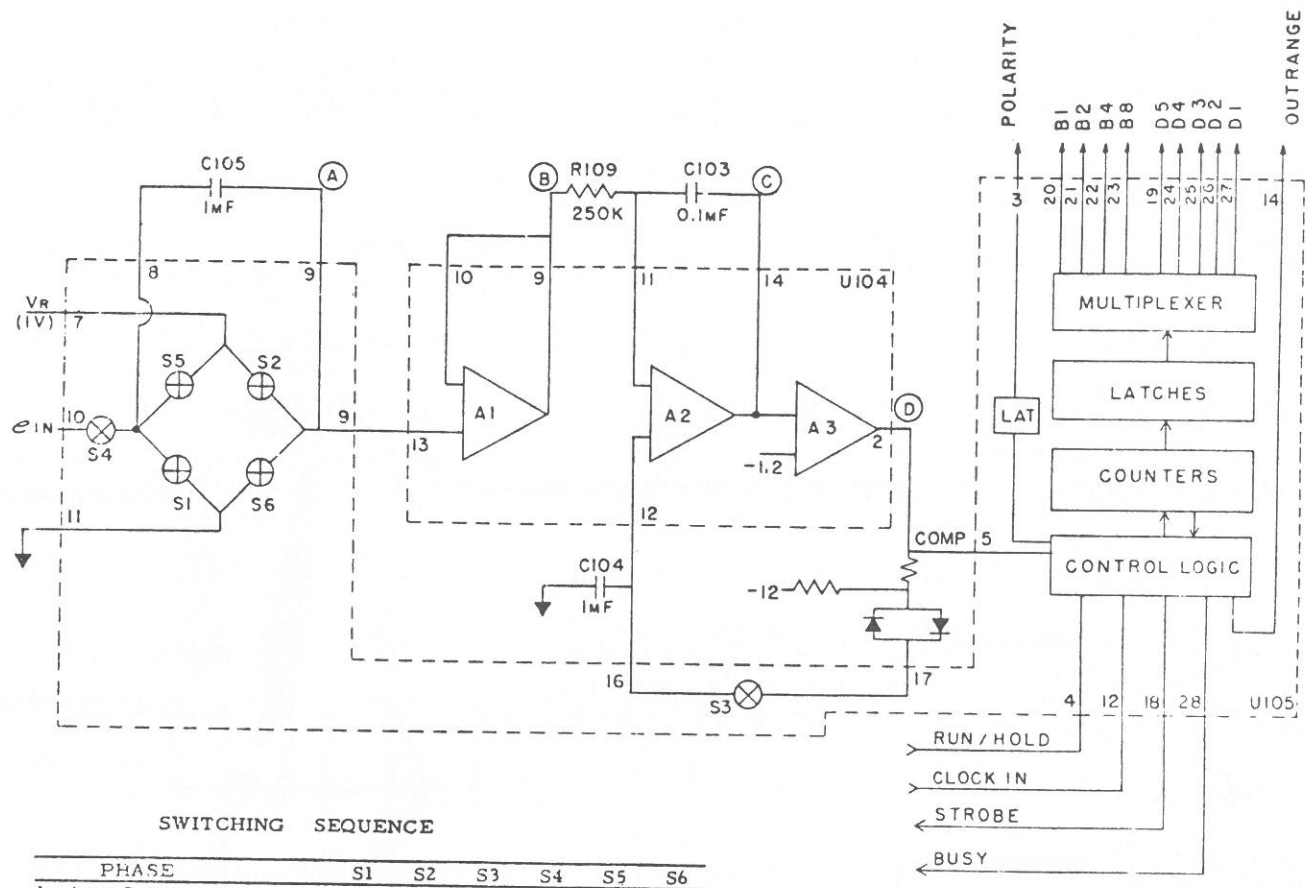 POLARITY
OUTRANGE
B1
B2
B4
B8
D5
D4
D3
D2
D1
C105
1MF
A
B
R109
250K
C103
0.1MF
C
3
20
21
22
23
19
24
25
26
27
14
8
9
10
9
11
14
U104
MULTIPLEXER
VR
(1V)
7
S5
S2
LATCHES
A1
A2
A3
D
LAT
e IN
10
S4
9
13
2
-1.2
COUNTERS
S1
S6
11
12
COMP
5
CONTROL LOGIC
C104
1MF
-12
16
S3
17
4
12
18
28
U105
RUN/HOLD
CLOCK IN
STROBE
BUSY
SWITCHING SEQUENCE
PHASE S1 S2 S3 S4 S5 S6